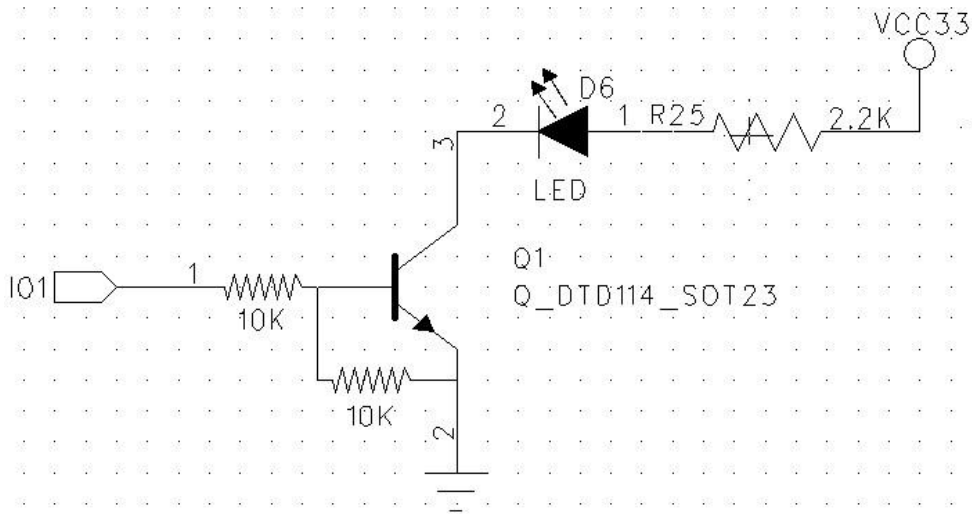 VCC33
D6
2 1 R25 2.2K
3
LED
Q1
IO1 1
Q_DTD114_SOT23
10K
10K
2